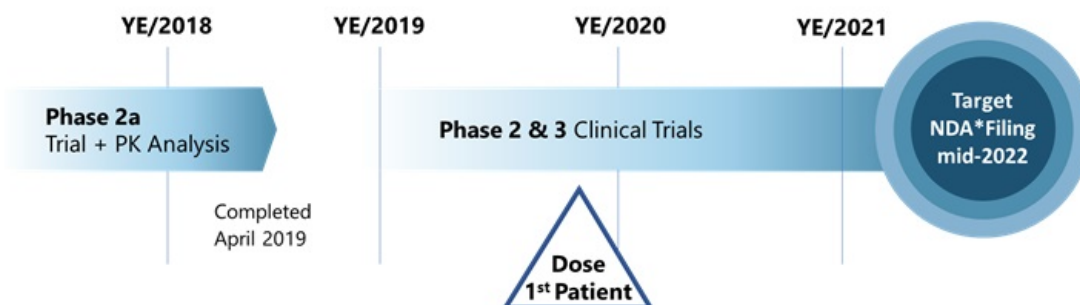 YE/2018
YE/2019
YE/2020
YE/2021
Phase 2a
Trial + PK Analysis
Completed
April 2019
Phase 2 & 3 Clinical Trials
Dose
1st Patient
Target
NDA*Filing
mid-2022